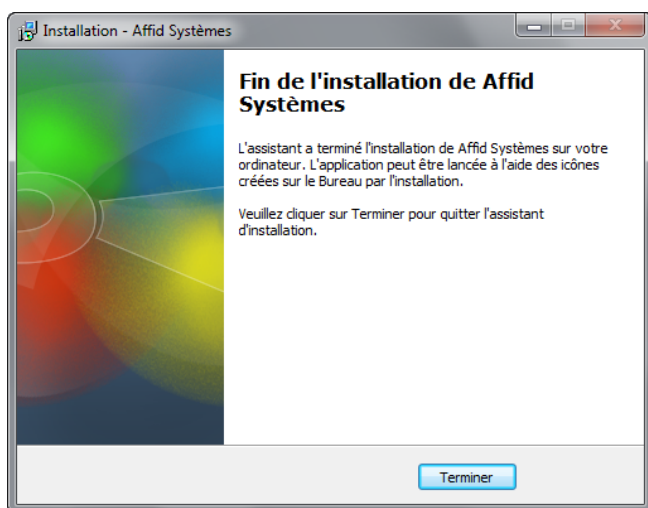 Installation - Affid Systèmes
Fin de l'installation de Affid
Systèmes
L'assistant a terminé l'installation de Affid Systèmes sur votre
ordinateur. L'application peut être lancée à l'aide des icônes
créées sur le Bureau par l'installation.
Veuillez cliquer sur Terminer pour quitter l'assistant
d'installation.
Terminer